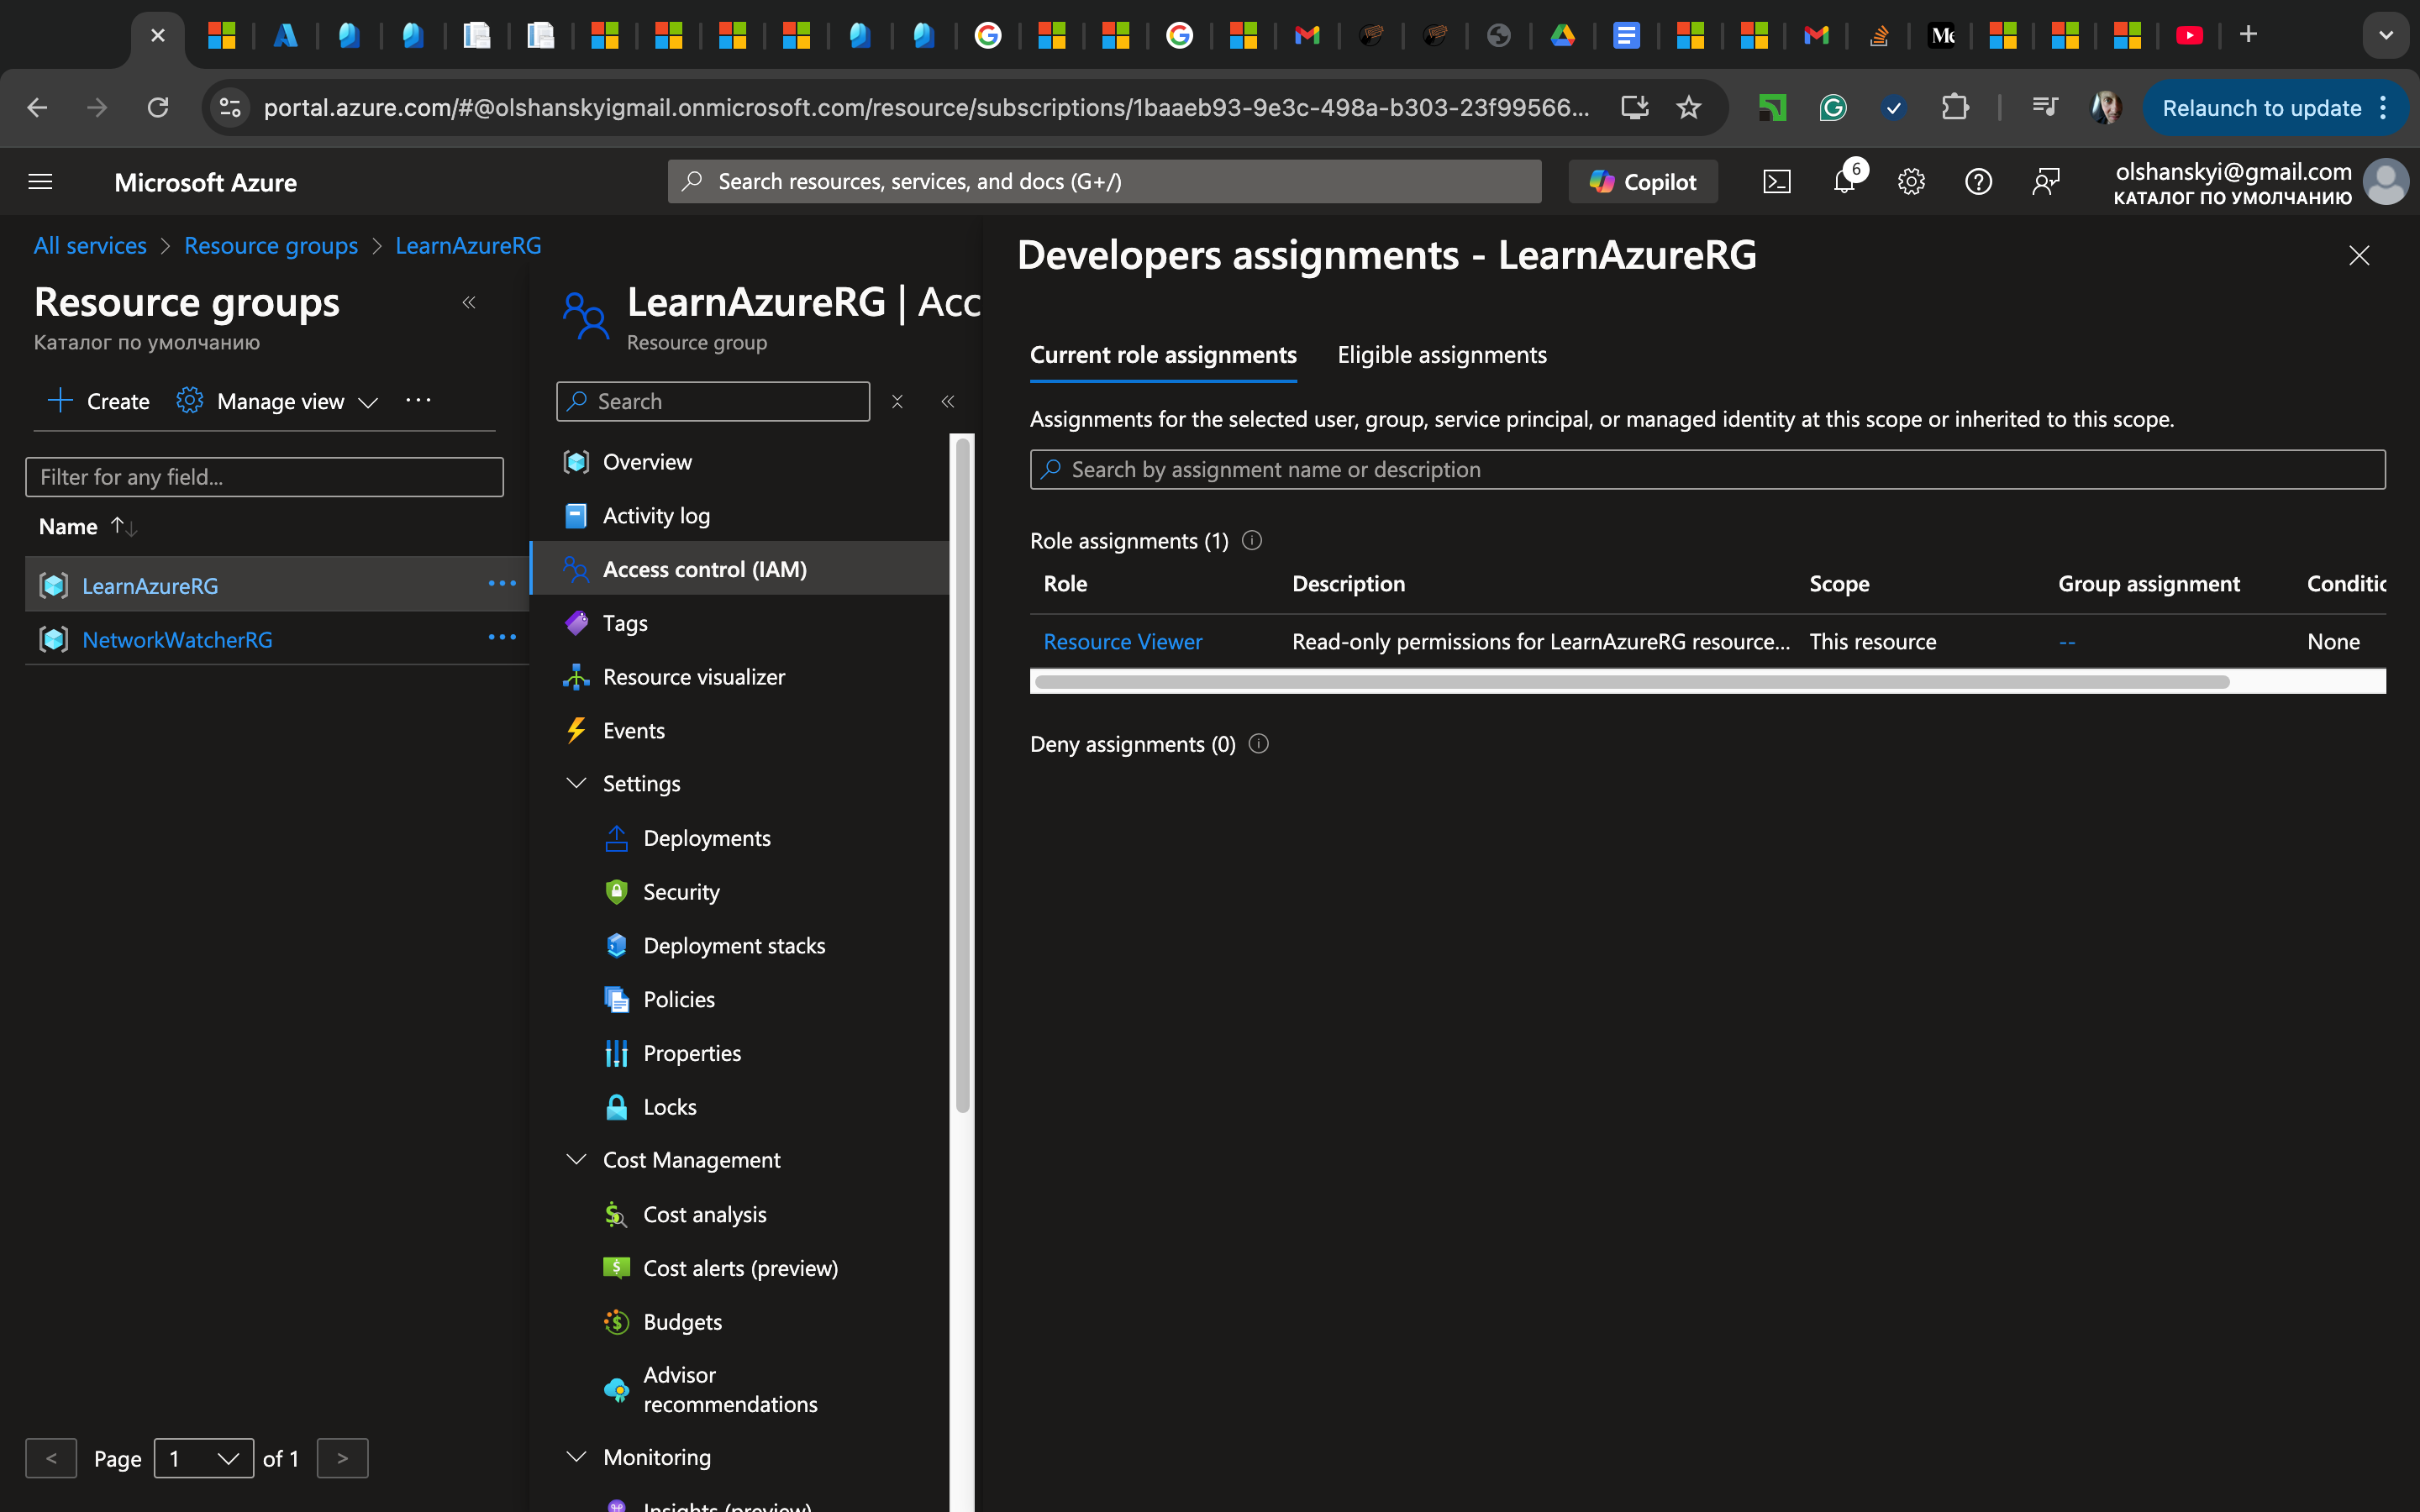 portal.azure.com/#@olshanskyigmail.onmicrosoft.com/resource/subscriptions/1baaeb93-9e3c-498a-b303-23f99566...
Relaunch to update
Microsoft Azure
Search resources, services, and docs (G+/)
Copilot
6
olshanskyi@gmail.com
КАТАЛОГ ПО УМОЛЧАНИЮ
All services > Resource groups > LearnAzureRG
Resource groups
Каталог по умолчанию
Create
Manage view
Filter for any field...
Name
LearnAzureRG
NetworkWatcherRG
Page 1 of 1
LearnAzureRG | Acc
Resource group
Search
Overview
Activity log
Access control (IAM)
Tags
Resource visualizer
Events
Settings
Deployments
Security
Deployment stacks
Policies
Properties
Locks
Cost Management
Cost analysis
Cost alerts (preview)
Budgets
Advisor
recommendations
Monitoring
Insights (preview)
Developers assignments - LearnAzureRG
Current role assignments
Eligible assignments
Assignments for the selected user, group, service principal, or managed identity at this scope or inherited to this scope.
Search by assignment name or description
Role assignments (1)
Role Description Scope Group assignment Conditic
Resource Viewer Read-only permissions for LearnAzureRG resource... This resource -- None
Deny assignments (0)